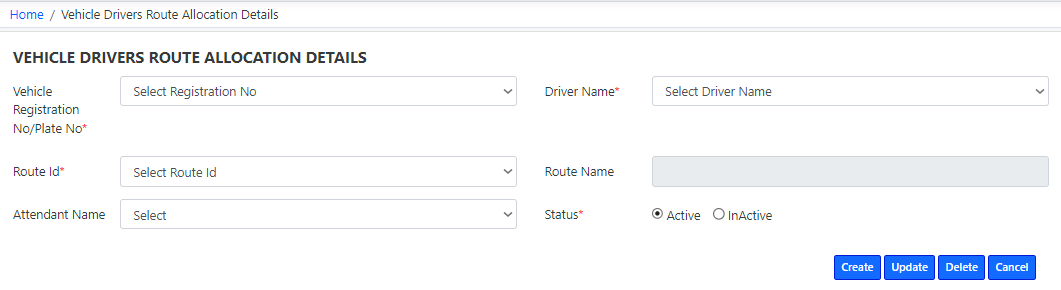 Home / Vehicle Drivers Route Allocation Details
VEHICLE DRIVERS ROUTE ALLOCATION DETAILS
Vehicle Registration No/Plate No*
Select Registration No
Driver Name*
Select Driver Name
Route Id*
Select Route Id
Route Name
Attendant Name
Select
Status*
Active InActive
Create Update Delete Cancel